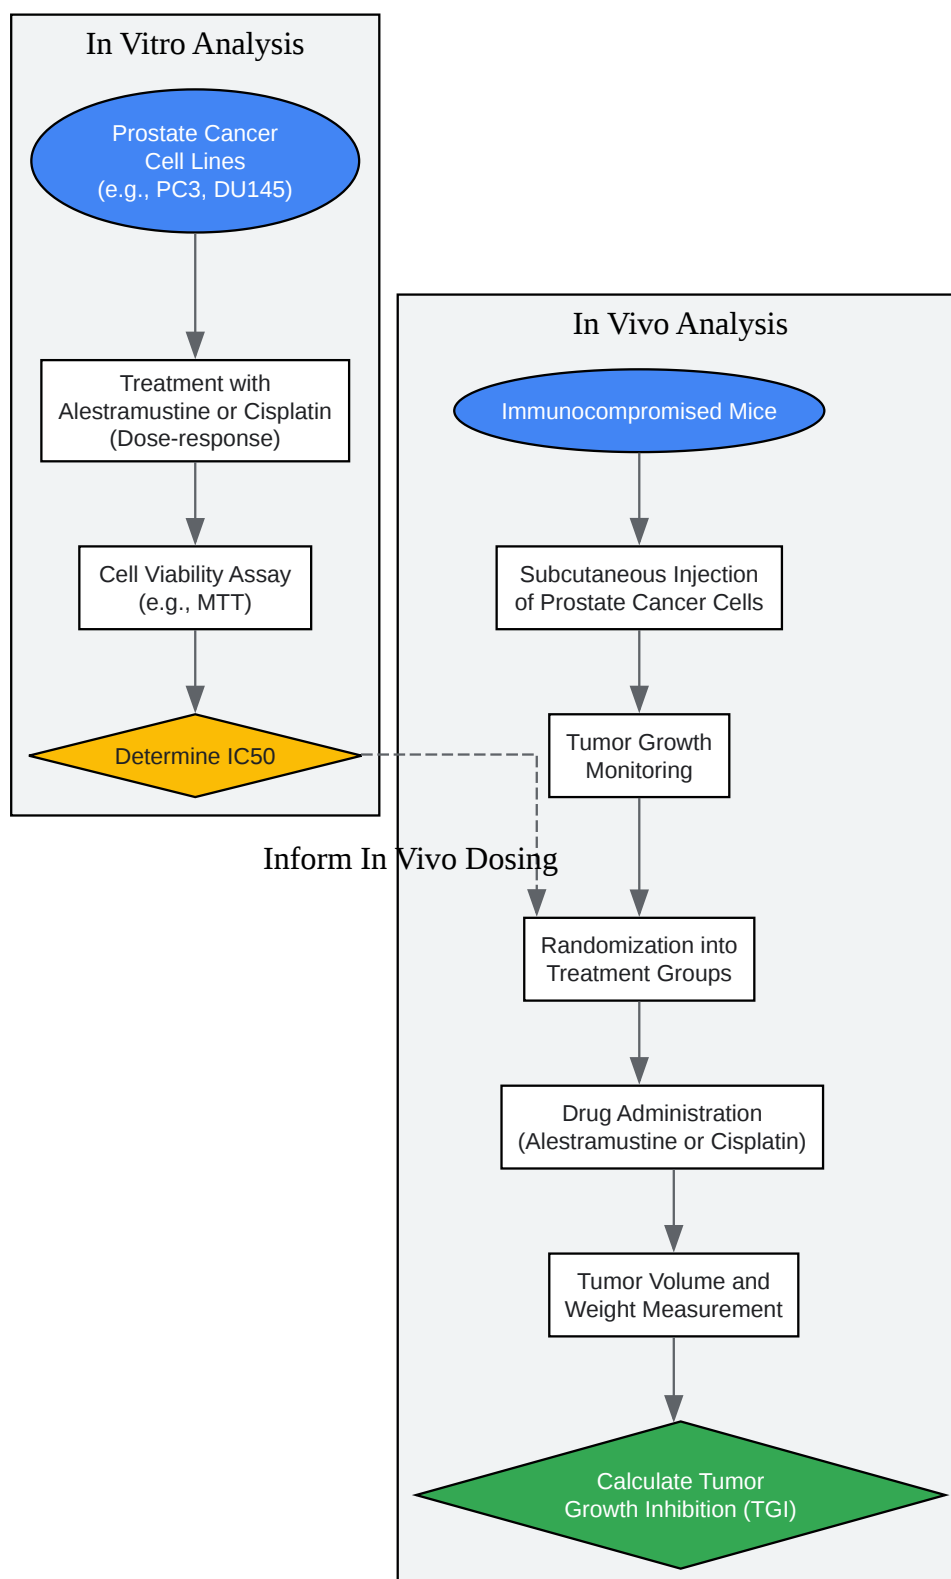 In Vitro Analysis
Prostate Cancer
Cell Lines
(e.g., PC3, DU145)
Treatment with
Alestramustine or Cisplatin
(Dose-response)
Cell Viability Assay
(e.g., MTT)
Determine IC50
Inform In Vivo Dosing
In Vivo Analysis
Immunocompromised Mice
Subcutaneous Injection
of Prostate Cancer Cells
Tumor Growth
Monitoring
Randomization into
Treatment Groups
Drug Administration
(Alestramustine or Cisplatin)
Tumor Volume and
Weight Measurement
Calculate Tumor
Growth Inhibition (TGI)